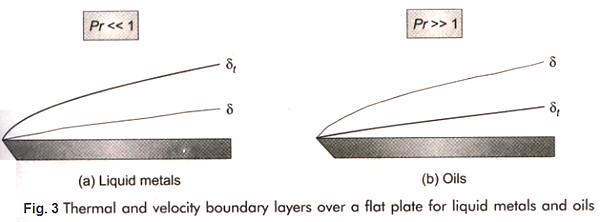 Pr << 1
Pr >> 1
δt
δ
δ
δt
(a) Liquid metals
(b) Oils
Fig. 3 Thermal and velocity boundary layers over a flat plate for liquid metals and oils